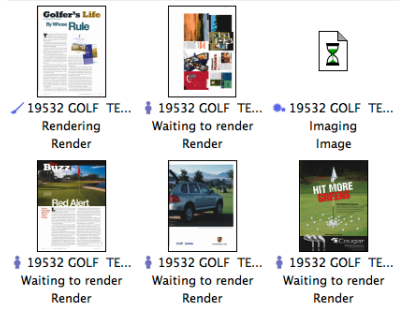 Golfer's Life
By Whose
Rule
19532 GOLF TE...
Rendering
Render
19532 GOLF TE...
Waiting to render
Render
19532 GOLF TE...
Imaging
Image
Buzz
Red Alert
19532 GOLF TE...
Waiting to render
Render
19532 GOLF TE...
Waiting to render
Render
HIT MORE
GREENS
Cougar
19532 GOLF TE...
Waiting to render
Render